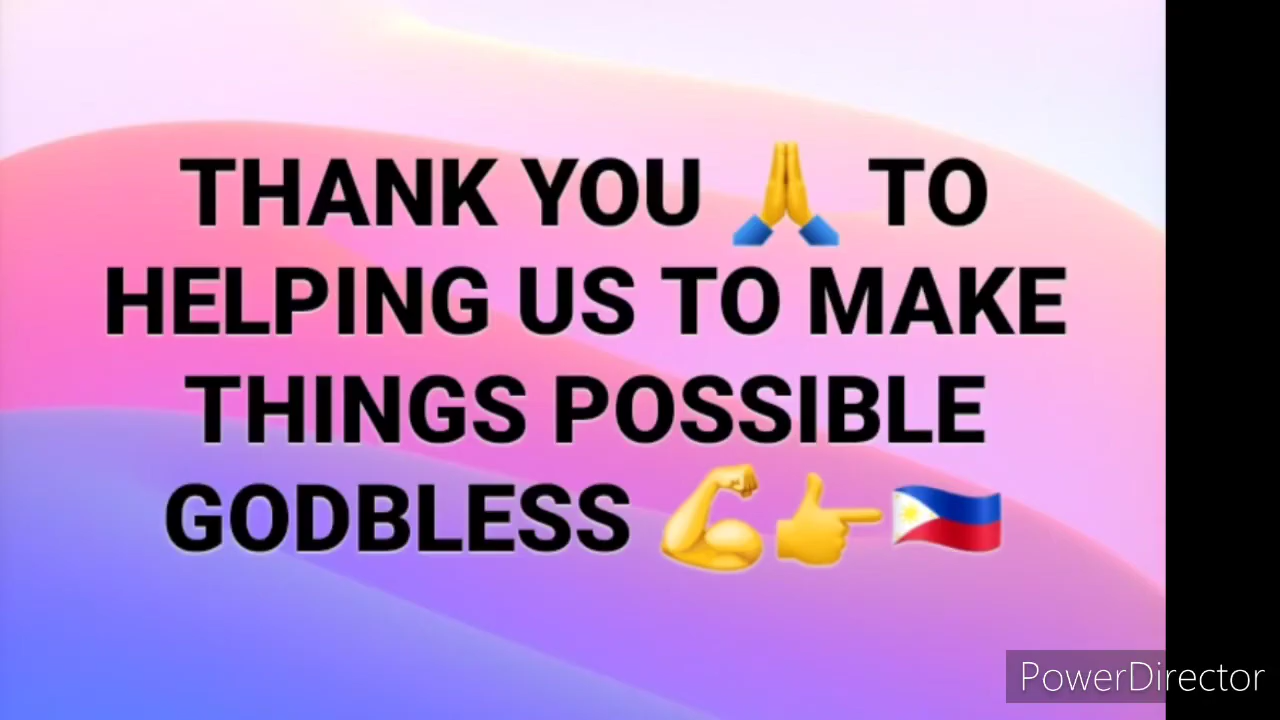 THANK YOU 🙏 TO
HELPING US TO MAKE
THINGS POSSIBLE
GODBLESS 💪👉🇵🇭
PowerDirector